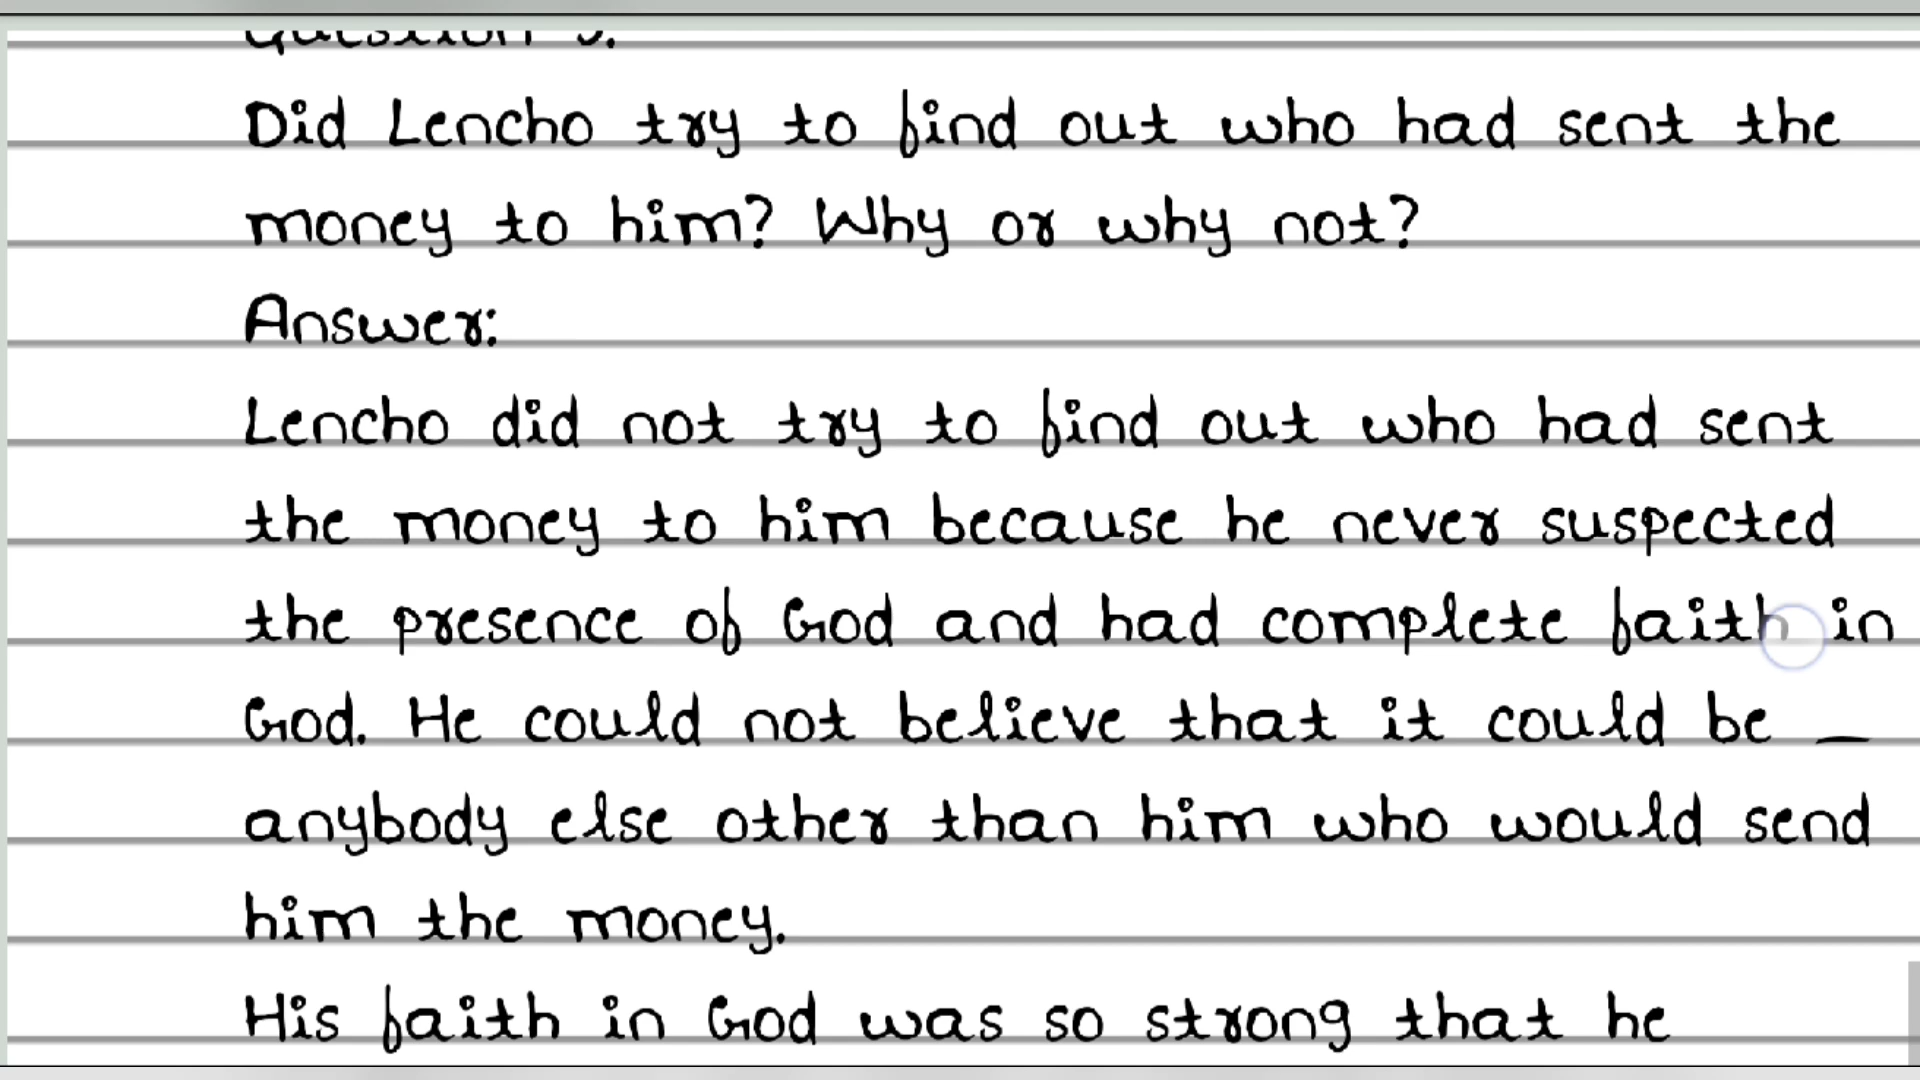 Did Lencho try to find out who had sent the
money to him? Why or why not?
Answer:
Lencho did not try to find out who had sent
the money to him because he never suspected
the presence of God and had complete faith in
God. He could not believe that it could be _
anybody else other than him who would send
him the money.
His faith in God was so strong that he